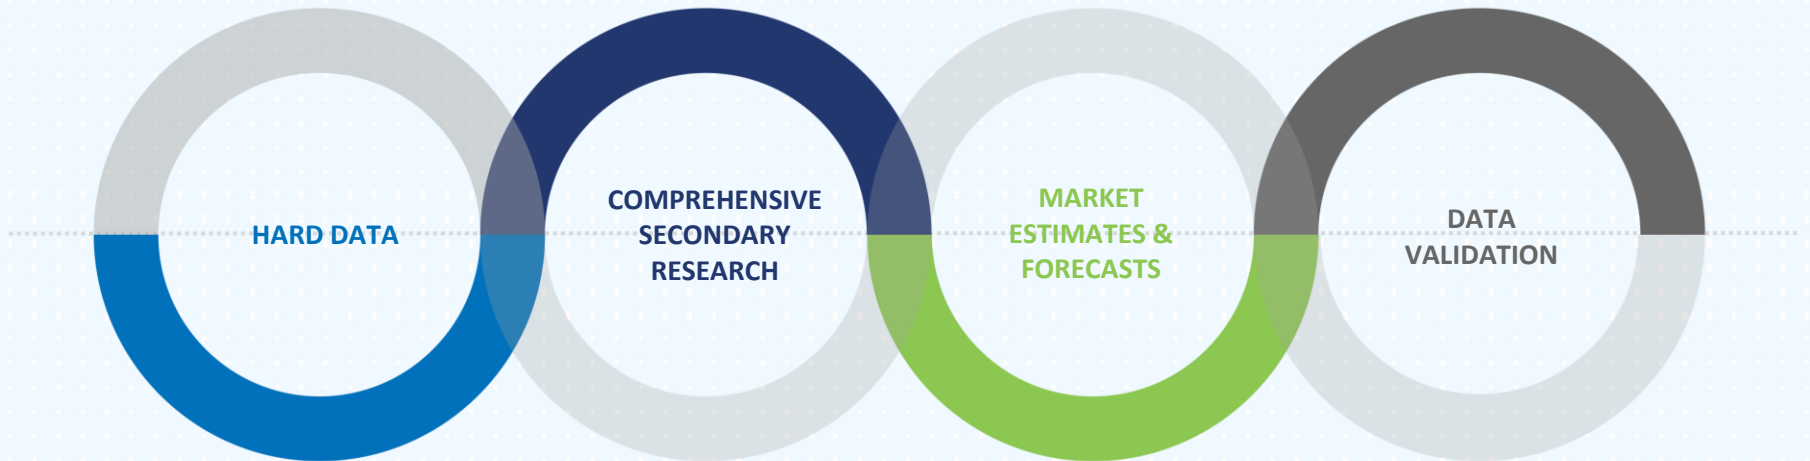 HARD DATA
COMPREHENSIVE
SECONDARY
RESEARCH
MARKET
ESTIMATES &
FORECASTS
DATA
VALIDATION